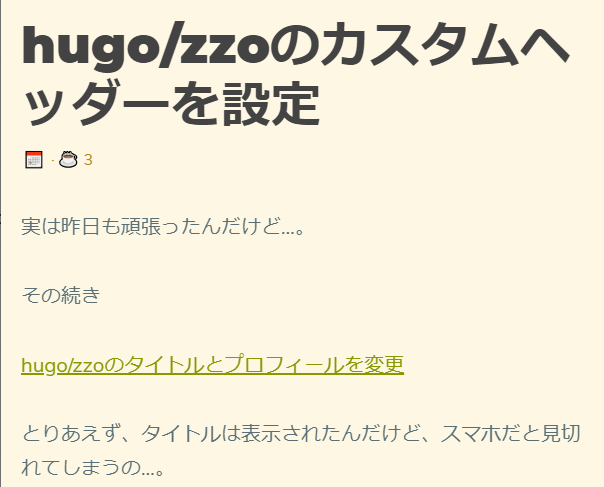 hugo/zzoのカスタムヘ
ッダーを設定
· 3
実は昨日も頑張ったんだけど…。
その続き
hugo/zzoのタイトルとプロフィールを変更
とりあえず、タイトルは表示されたんだけど、スマホだと見切
れてしまうの…。